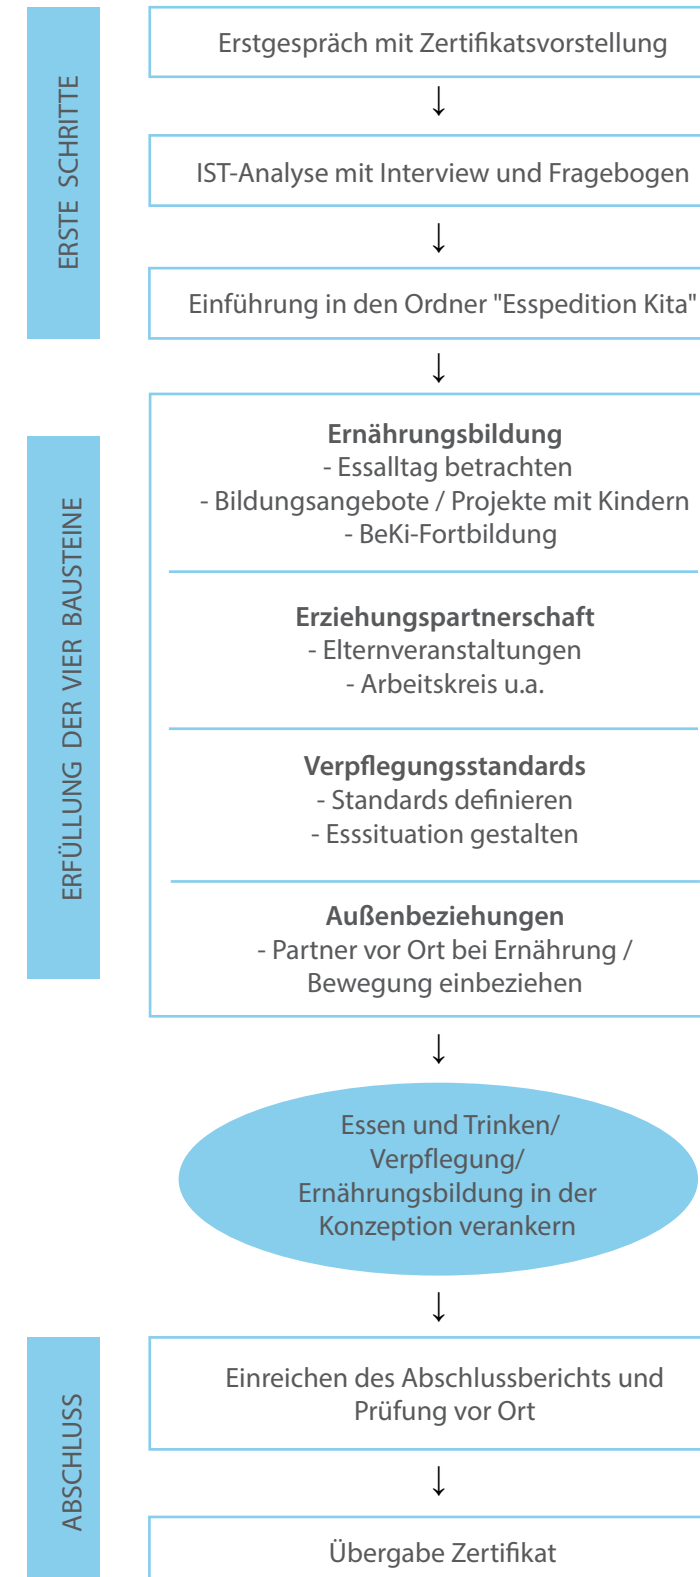 ERSTE SCHRITTE
Erstgespräch mit Zertifikatsvorstellung
↓
IST-Analyse mit Interview und Fragebogen
↓
Einführung in den Ordner "Esspedition Kita"
↓
ERFÜLLUNG DER VIER BAUSTEINE
Ernährungsbildung
- Essalltag betrachten
- Bildungsangebote / Projekte mit Kindern
- BeKi-Fortbildung
Erziehungspartnerschaft
- Elternveranstaltungen
- Arbeitskreis u.a.
Verpflegungsstandards
- Standards definieren
- Esssituation gestalten
Außenbeziehungen
- Partner vor Ort bei Ernährung /
Bewegung einbeziehen
↓
Essen und Trinken/
Verpflegung/
Ernährungsbildung in der
Konzeption verankern
↓
ABSCHLUSS
Einreichen des Abschlussberichts und
Prüfung vor Ort
↓
Übergabe Zertifikat